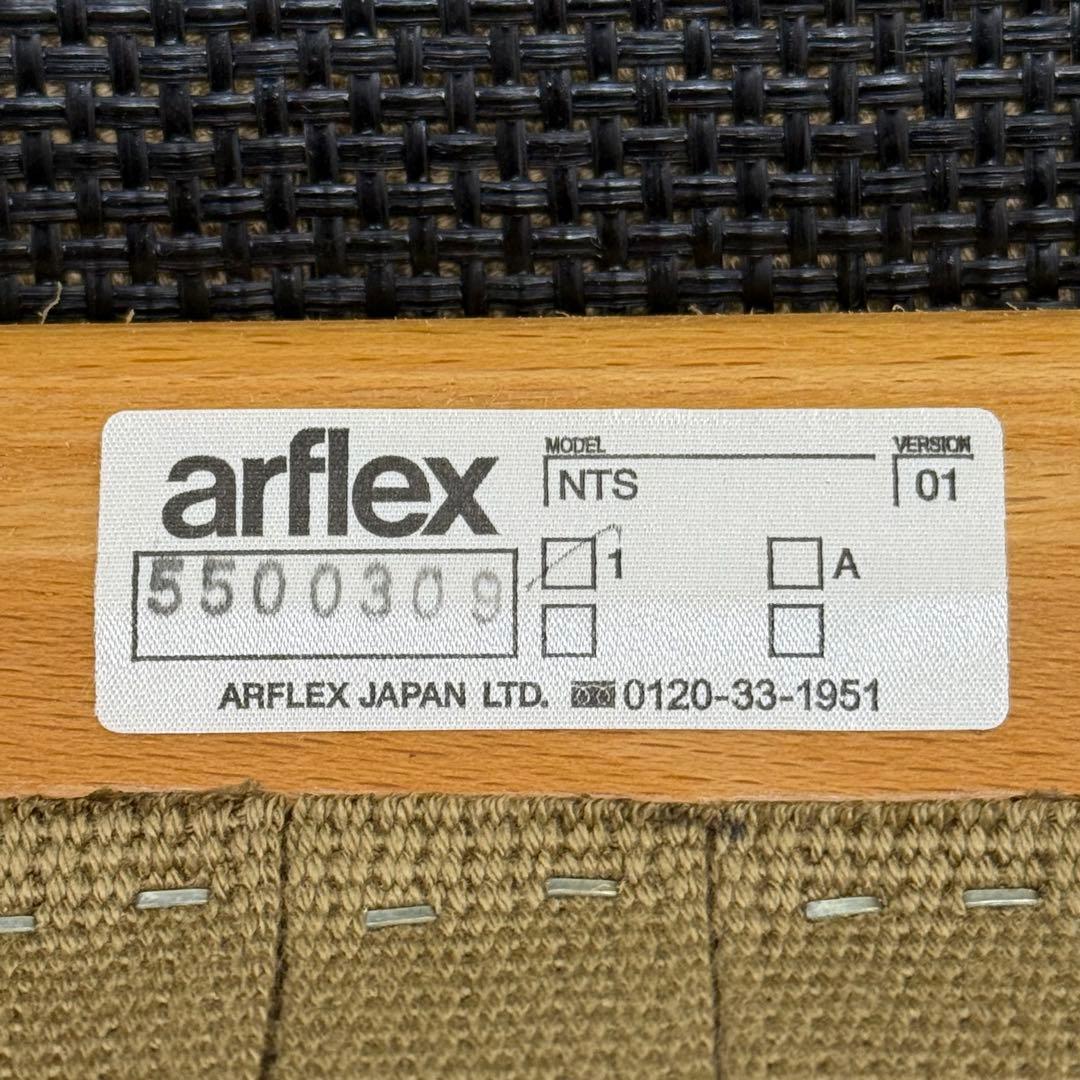 arflex
MODEL
NTS
VERSION
01
5500309
1
A
ARFLEX JAPAN LTD. 0120-33-1951